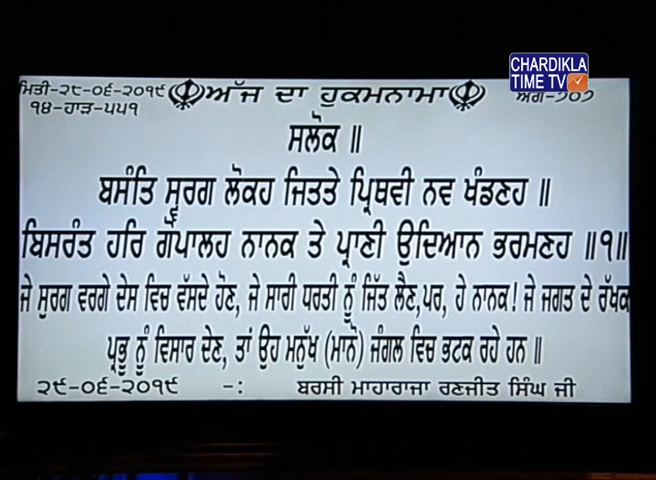 CHARDIKLA
TIME TV
ਮਿਤੀ-੨੮-੦੬-੨੦੧੯ ਅੱਜ ਦਾ ਹੁਕਮਨਾਮਾ ਅੰਗ-੭੦੭
੧੪-ਹਾੜ-੫੫੧
ਸਲੋਕ ॥
ਬਸੰਤਿ ਸ੍ਵਰਗ ਲੋਕਹ ਜਿਤਤੇ ਪ੍ਰਿਥਵੀ ਨਵ ਖੰਡਣਹ ॥
ਬਿਸਰੰਤ ਹਰਿ ਗੋਪਾਲਹ ਨਾਨਕ ਤੇ ਪ੍ਰਾਣੀ ਉਦਿਆਨ ਭਰਮਣਹ ॥੧॥
ਜੇ ਸੁਰਗ ਵਰਗੇ ਦੇਸ ਵਿਚ ਵੱਸਦੇ ਹੋਣ, ਜੇ ਸਾਰੀ ਧਰਤੀ ਨੂੰ ਜਿੱਤ ਲੈਣ,ਪਰ, ਹੇ ਨਾਨਕ! ਜੇ ਜਗਤ ਦੇ ਰੱਖਕ
ਪ੍ਰਭੂ ਨੂੰ ਵਿਸਾਰ ਦੇਣ, ਤਾਂ ਉਹ ਮਨੁੱਖ (ਮਾਨੋ) ਜੰਗਲ ਵਿਚ ਭਟਕ ਰਹੇ ਹਨ ॥
੨੯-੦੬-੨੦੧੯ -: ਬਰਸੀ ਮਾਹਾਰਾਜਾ ਰਣਜੀਤ ਸਿੰਘ ਜੀ